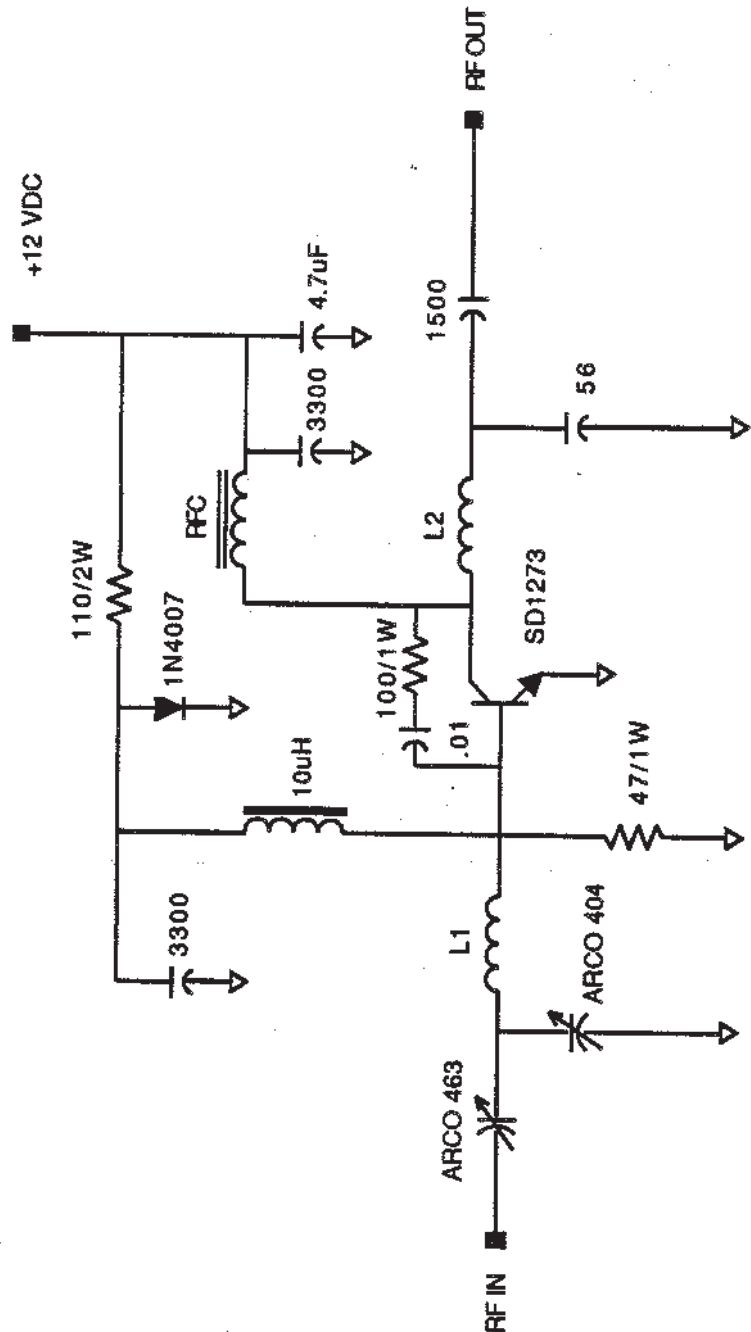 +12 VDC
110/2W
1N4007
3300
10uH
RFC
3300
4.7uF
100/1W
.01
L2
1500
RF OUT
56
SD1273
47/1W
L1
ARCO 463
ARCO 404
RF IN